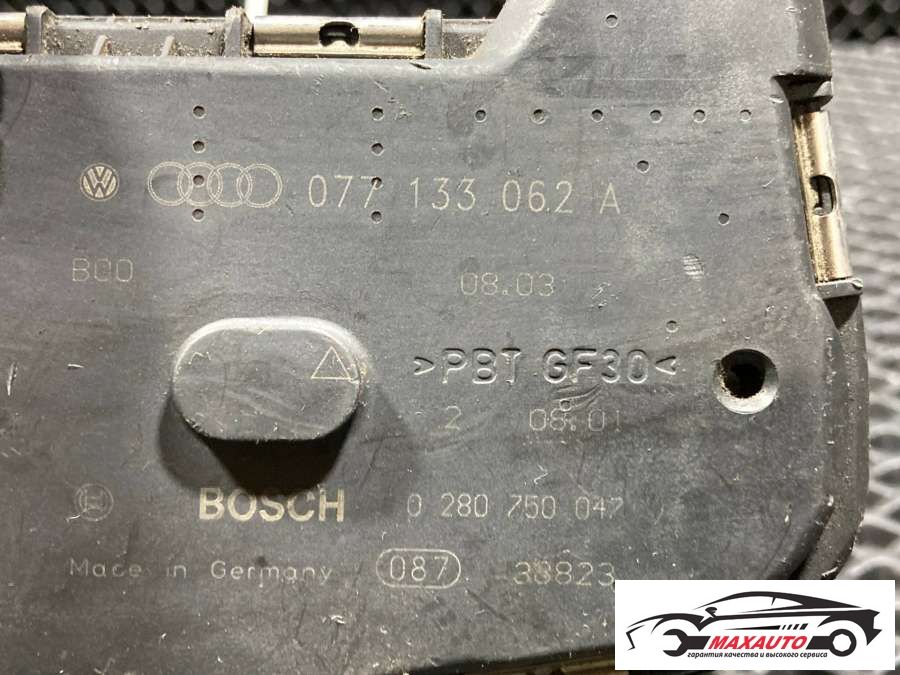 077 133 062 A
08.03
>PBT GF30<
2 08.01
BOSCH 0 280 750 047
Made in Germany 087 38823
MAXAUTO
гарантия качества и высокого сервиса